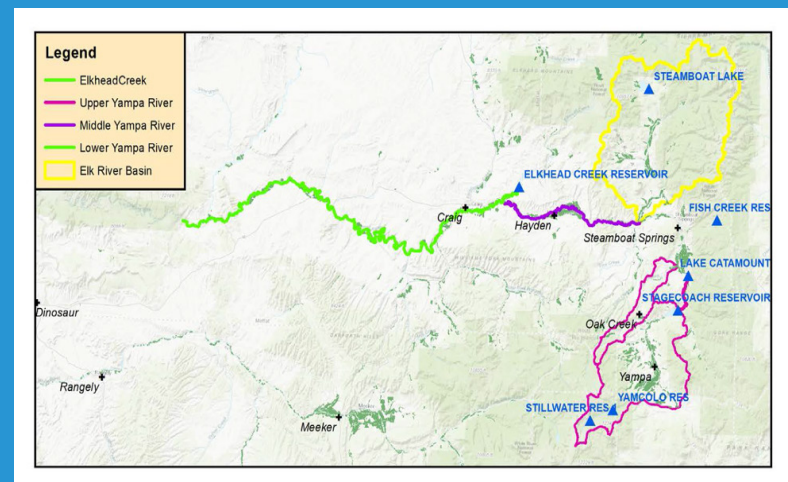 Legend
ElkheadCreek
Upper Yampa River
Middle Yampa River
Lower Yampa River
Elk River Basin
STEAMBOAT LAKE
ELKHEAD CREEK RESERVOIR
FISH CREEK RES
Craig
Hayden
Steamboat Springs
LAKE CATAMOUNT
STAGECOACH RESERVOIR
Dinosaur
Oak Creek
Rangely
Yampa
YAMCOLO RES
STILLWATER RES
Meeker